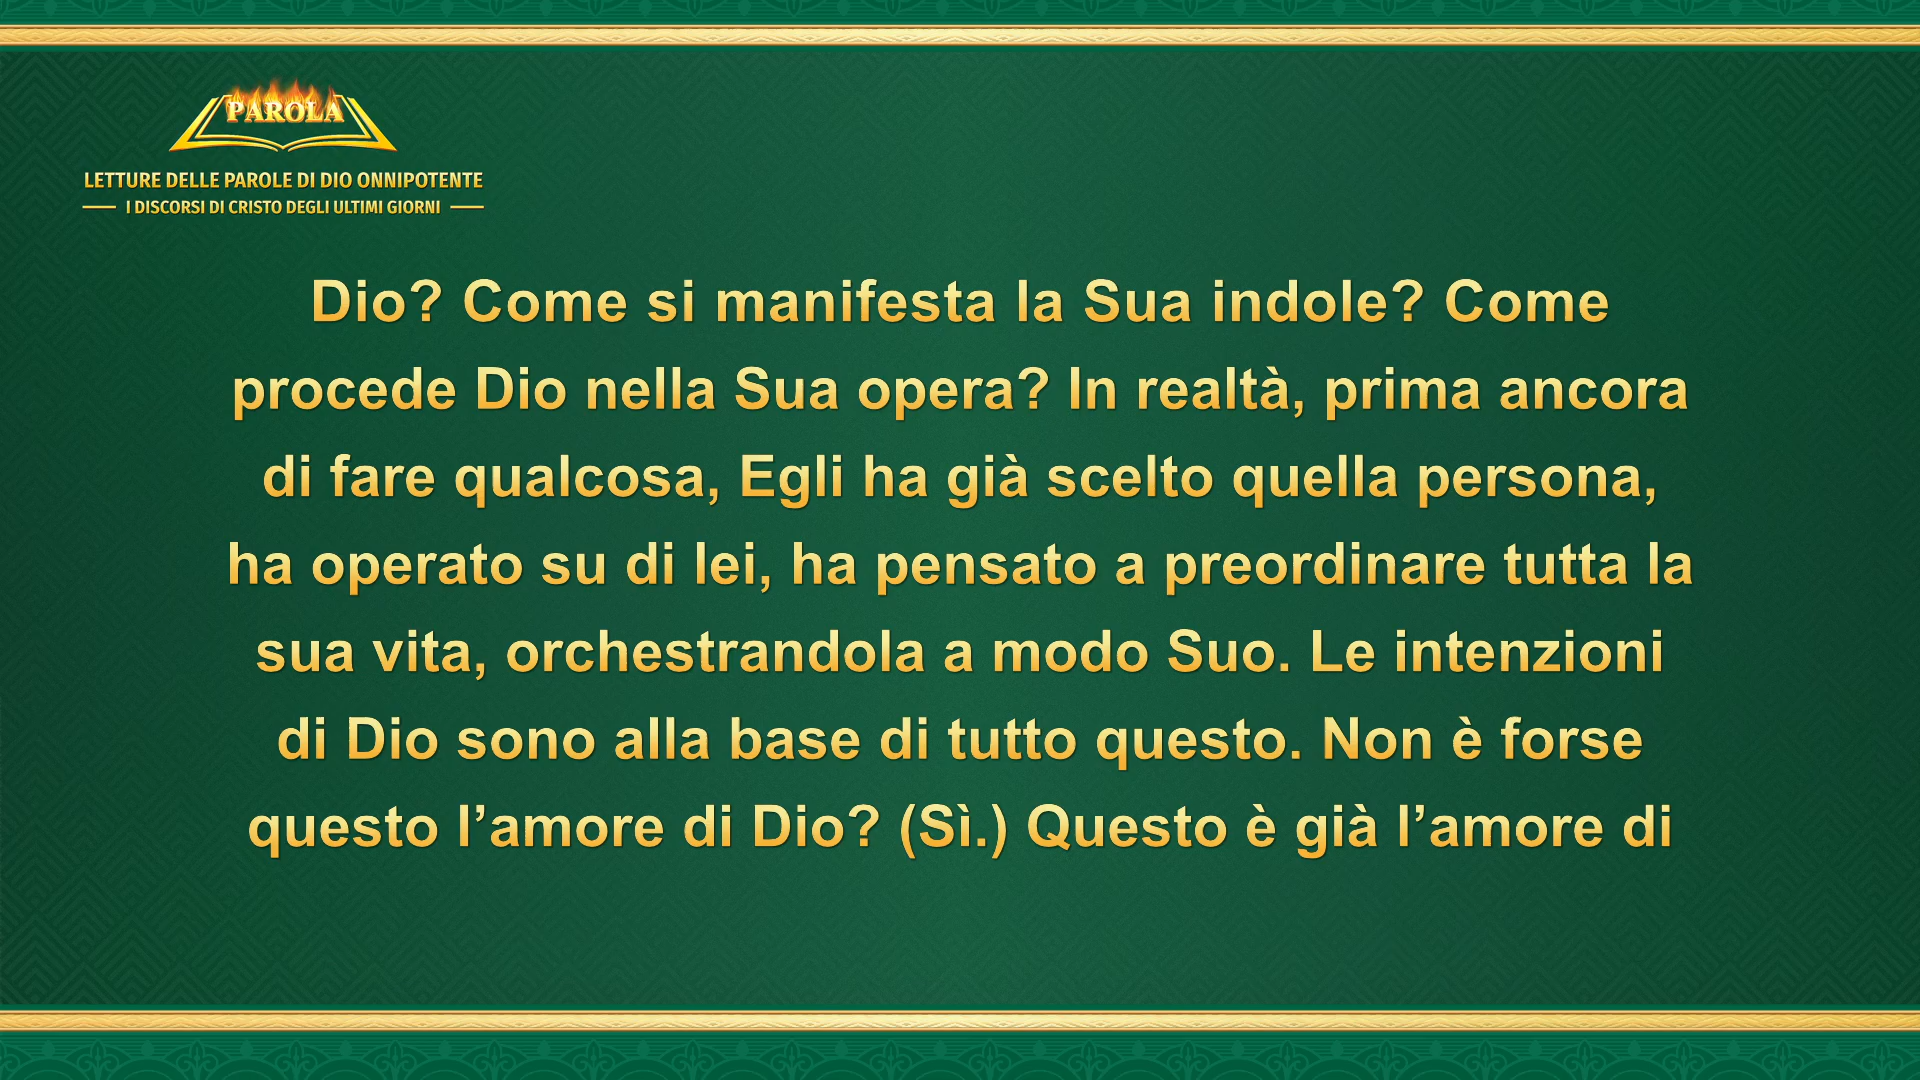 PAROLA
LETTURE DELLE PAROLE DI DIO ONNIPOTENTE
I DISCORSI DI CRISTO DEGLI ULTIMI GIORNI
Dio? Come si manifesta la Sua indole? Come
procede Dio nella Sua opera? In realtà, prima ancora
di fare qualcosa, Egli ha già scelto quella persona,
ha operato su di lei, ha pensato a preordinare tutta la
sua vita, orchestrandola a modo Suo. Le intenzioni
di Dio sono alla base di tutto questo. Non è forse
questo l’amore di Dio? (Sì.) Questo è già l’amore di